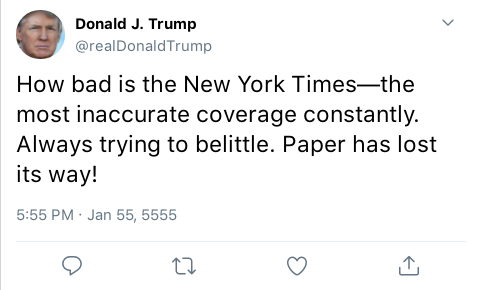 Donald J. Trump
@realDonaldTrump
How bad is the New York Times—the
most inaccurate coverage constantly.
Always trying to belittle. Paper has lost
its way!
5:55 PM · Jan 55, 5555